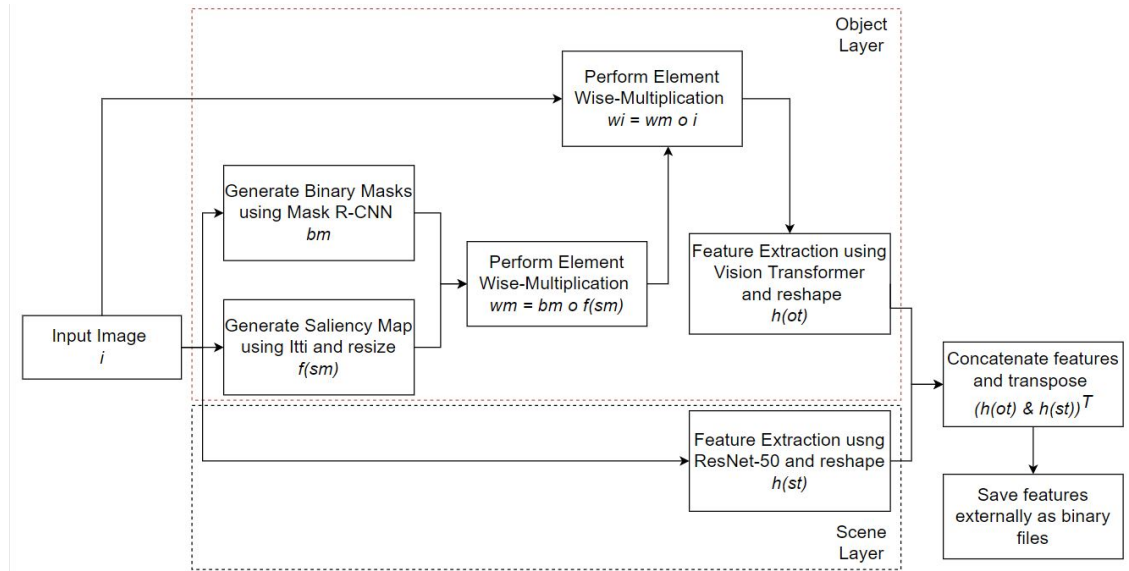 Object
Layer
Perform Element
Wise-Multiplication
wi = wm o i
Generate Binary Masks
using Mask R-CNN
bm
Perform Element
Wise-Multiplication
wm = bm o f(sm)
Feature Extraction using
Vision Transformer
and reshape
h(ot)
Input Image
i
Generate Saliency Map
using Itti and resize
f(sm)
Concatenate features
and transpose
(h(ot) & h(st))^T
Feature Extraction usng
ResNet-50 and reshape
h(st)
Save features
externally as binary
files
Scene
Layer